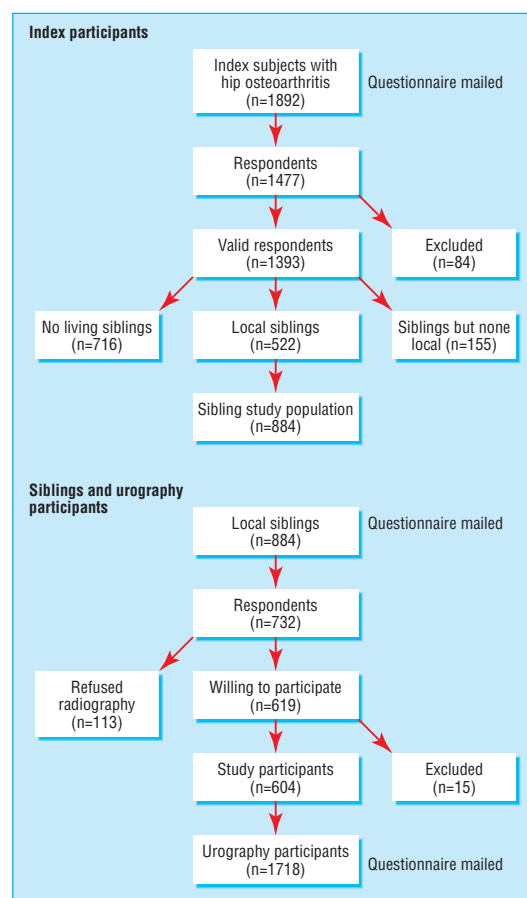 Index participants
Index subjects with
hip osteoarthritis
(n=1892)
Questionnaire mailed
Respondents
(n=1477)
Valid respondents
(n=1393)
Excluded
(n=84)
No living siblings
(n=716)
Local siblings
(n=522)
Siblings but none
local (n=155)
Sibling study population
(n=884)
Siblings and urography
participants
Local siblings
(n=884)
Questionnaire mailed
Respondents
(n=732)
Refused
radiography
(n=113)
Willing to participate
(n=619)
Study participants
(n=604)
Excluded
(n=15)
Urography participants
(n=1718)
Questionnaire mailed